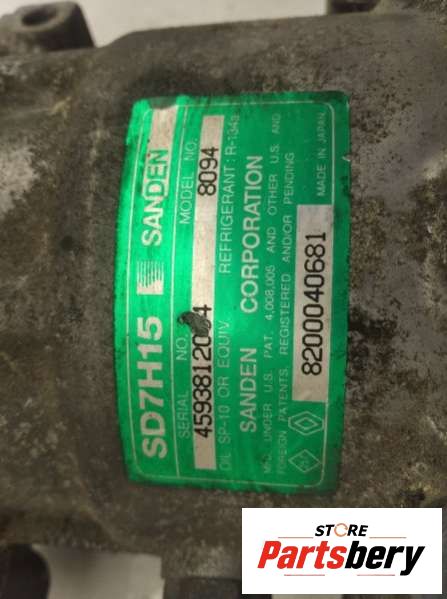 SD7H15 SANDEN
SERIAL NO. MODEL NO.
8094
OIL SP-10 OR EQUIV. REFRIGERANT: R-134a
SANDEN CORPORATION
MFD. UNDER U.S. PAT. 4,008,005 AND OTHER U.S. AND
FOREIGN PATENTS, REGISTERED AND/OR PENDING
8200040681 MADE IN JAPAN
STORE
Partsbery